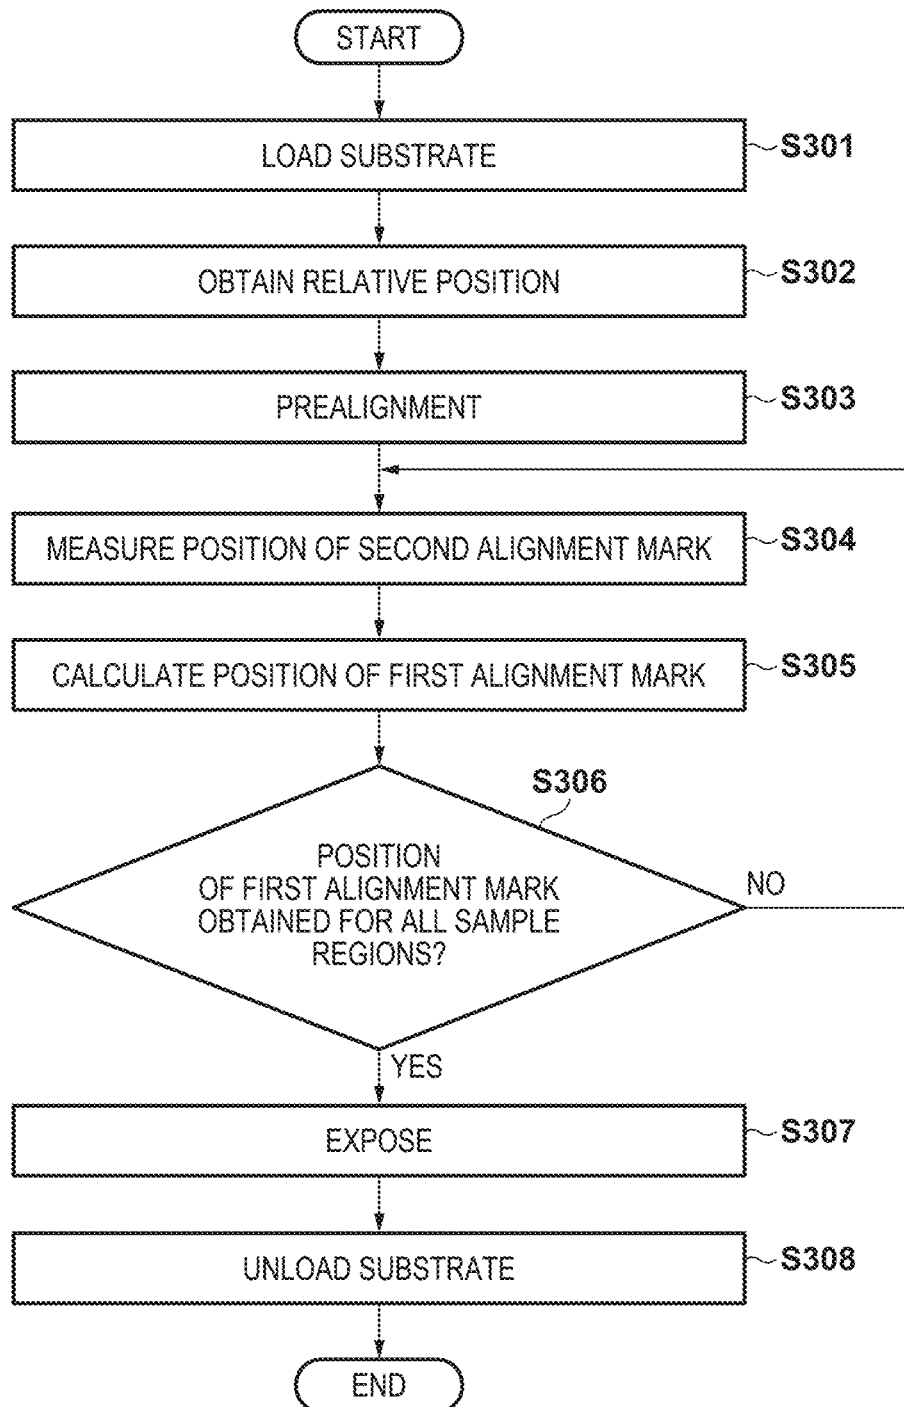 START
LOAD SUBSTRATE
S301
OBTAIN RELATIVE POSITION
S302
PREALIGNMENT
S303
MEASURE POSITION OF SECOND ALIGNMENT MARK
S304
CALCULATE POSITION OF FIRST ALIGNMENT MARK
S305
S306
POSITION
OF FIRST ALIGNMENT MARK
OBTAINED FOR ALL SAMPLE
REGIONS?
NO
YES
EXPOSE
S307
UNLOAD SUBSTRATE
S308
END